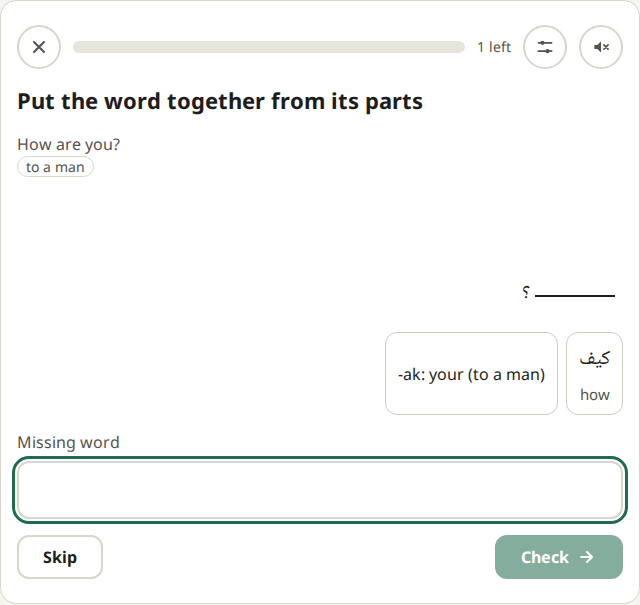 1 left
Put the word together from its parts
How are you?
to a man
؟
كيف
how
-ak: your (to a man)
Missing word
Skip
Check →